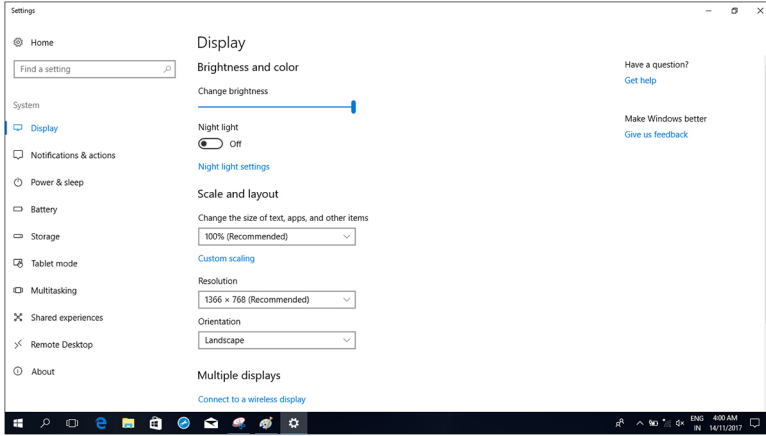 Settings
Home
Find a setting
System
Display
Notifications & actions
Power & sleep
Battery
Storage
Tablet mode
Multitasking
Shared experiences
Remote Desktop
About
Display
Brightness and color
Change brightness
Night light
Off
Night light settings
Scale and layout
Change the size of text, apps, and other items
100% (Recommended)
Custom scaling
Resolution
1366 × 768 (Recommended)
Orientation
Landscape
Multiple displays
Connect to a wireless display
Have a question?
Get help
Make Windows better
Give us feedback
ENG 4:00 AM
IN 14/11/2017